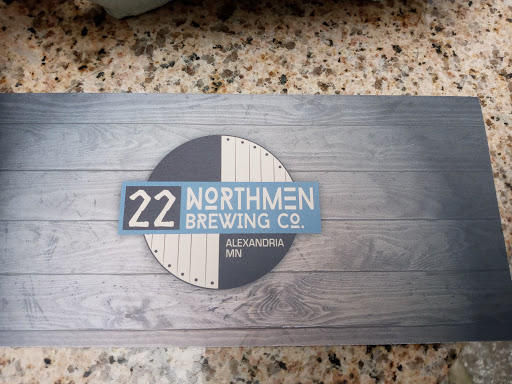 22 NORTHMEN
BREWING CO.
ALEXANDRIA
MN